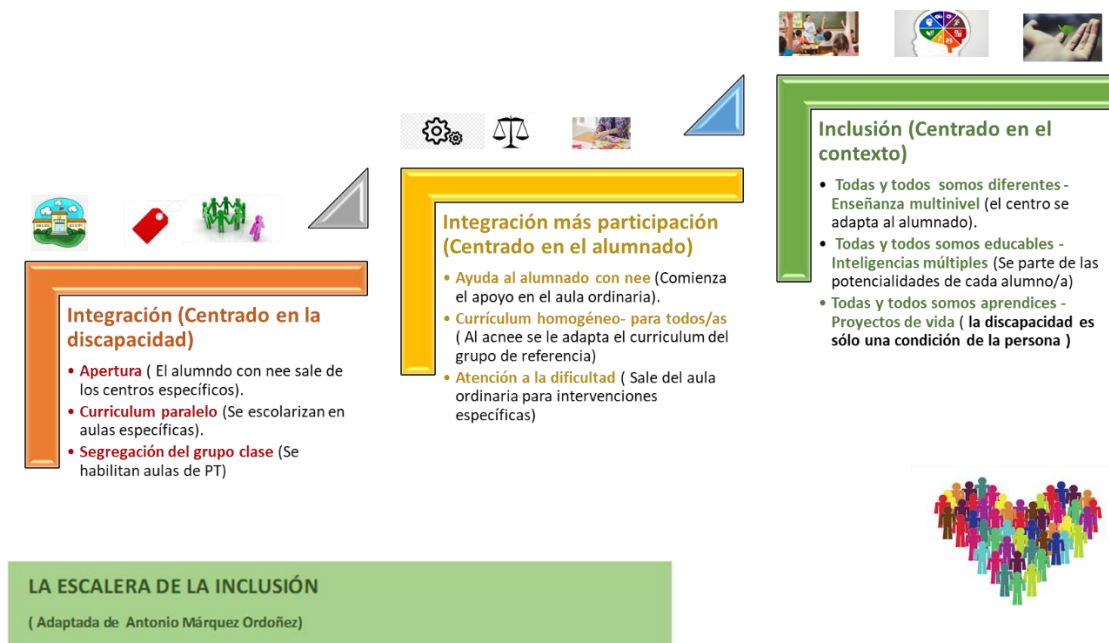 Integración (Centrado en la
discapacidad)
• Apertura ( El alumndo con nee sale de
los centros específicos).
• Curriculum paralelo (Se escolarizan en
aulas específicas).
• Segregación del grupo clase (Se
habilitan aulas de PT)
Integración más participación
(Centrado en el alumnado)
• Ayuda al alumnado con nee (Comienza
el apoyo en el aula ordinaria).
• Currículum homogéneo- para todos/as
( Al acnee se le adapta el curriculum del
grupo de referencia)
• Atención a la dificultad ( Sale del aula
ordinaria para intervenciones
específicas)
Inclusión (Centrado en el
contexto)
• Todas y todos somos diferentes -
Enseñanza multinivel (el centro se
adapta al alumnado).
• Todas y todos somos educables -
Inteligencias múltiples (Se parte de las
potencialidades de cada alumno/a)
• Todas y todos somos aprendices -
Proyectos de vida ( la discapacidad es
sólo una condición de la persona )
LA ESCALERA DE LA INCLUSIÓN
( Adaptada de Antonio Márquez Ordoñez)